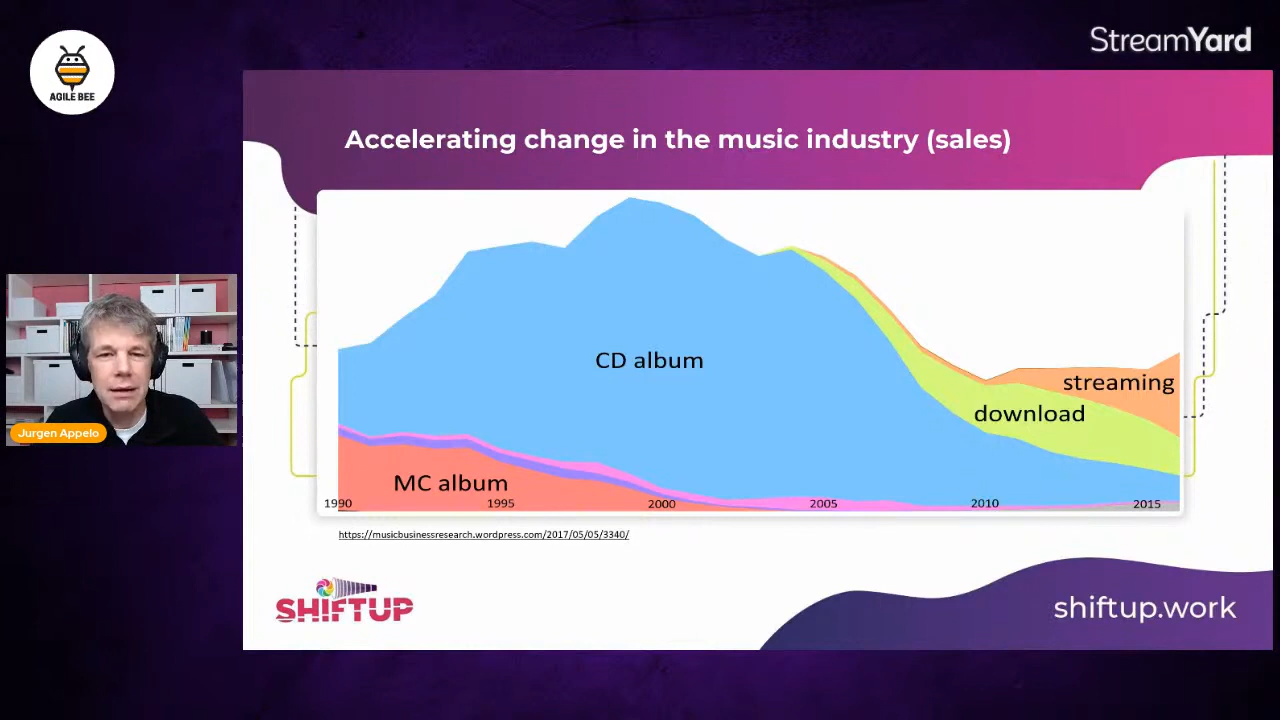 AGILE BEE
StreamYard
Accelerating change in the music industry (sales)
CD album
streaming
download
MC album
1990
1995
2000
2005
2010
2015
https://musicbusinessresearch.wordpress.com/2017/05/05/3340/
Jurgen Appelo
SHIFTUP
shiftup.work